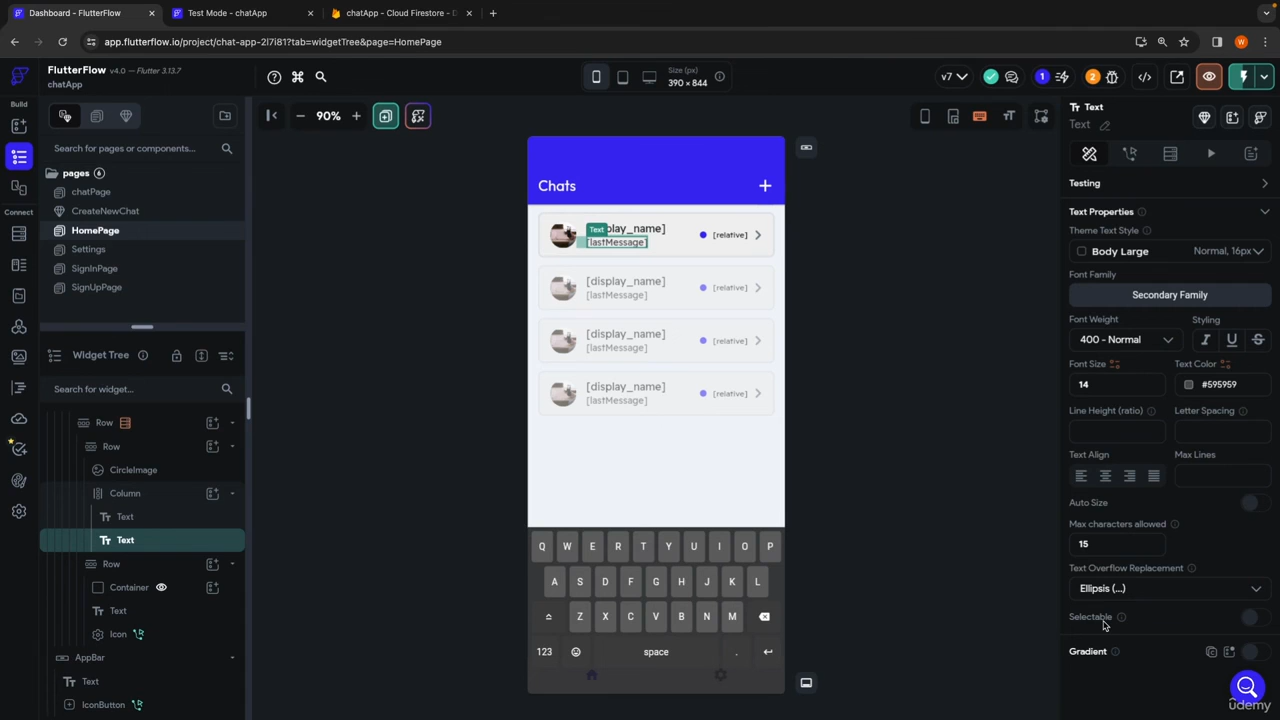 Dashboard - FlutterFlow
Test Mode - chatApp
chatApp - Cloud Firestore - D
app.flutterflow.io/project/chat-app-2l7i81?tab=widgetTree&page=HomePage
W
FlutterFlow v4.0 - Flutter 3.13.7
chatApp
Size (px)
390 × 844
v7
1
2
Build
Connect
90%
Search for pages or components...
pages 6
chatPage
CreateNewChat
HomePage
Settings
SignInPage
SignUpPage
Widget Tree
Search for widget...
Row
Row
CircleImage
Column
Text
Text
Row
Container
Text
Icon
AppBar
Text
IconButton
Chats
Text
play_name]
[lastMessage]
[relative]
[display_name]
[lastMessage]
[relative]
[display_name]
[lastMessage]
[relative]
[display_name]
[lastMessage]
[relative]
Q W E R T Y U I O P
A S D F G H J K L
Z X C V B N M
123 space .
Text
Text
Testing
Text Properties
Theme Text Style
Body Large Normal, 16px
Font Family
Secondary Family
Font Weight Styling
400 - Normal
Font Size Text Color
14 #595959
Line Height (ratio) Letter Spacing
Text Align Max Lines
Auto Size
Max characters allowed
15
Text Overflow Replacement
Ellipsis (...)
Selectable
Gradient
udemy